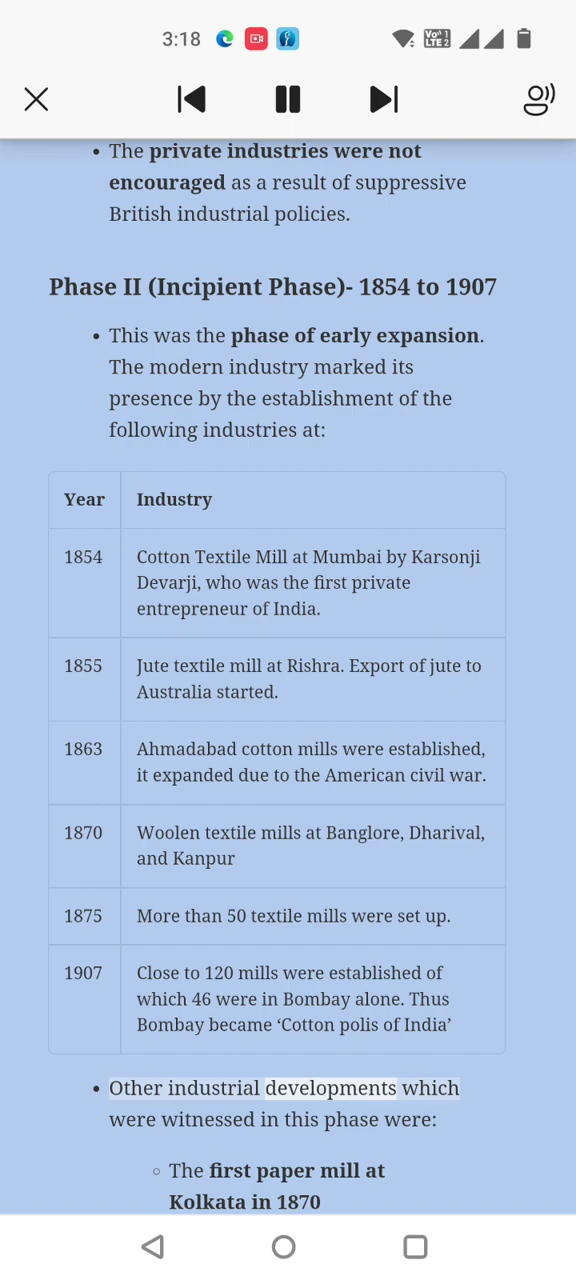 3:18
Vo 1
LTE 2
The private industries were not
encouraged as a result of suppressive
British industrial policies.
Phase II (Incipient Phase)- 1854 to 1907
This was the phase of early expansion.
The modern industry marked its
presence by the establishment of the
following industries at:
Year Industry
1854 Cotton Textile Mill at Mumbai by Karsonji
Devarji, who was the first private
entrepreneur of India.
1855 Jute textile mill at Rishra. Export of jute to
Australia started.
1863 Ahmadabad cotton mills were established,
it expanded due to the American civil war.
1870 Woolen textile mills at Banglore, Dharival,
and Kanpur
1875 More than 50 textile mills were set up.
1907 Close to 120 mills were established of
which 46 were in Bombay alone. Thus
Bombay became ‘Cotton polis of India’
Other industrial developments which
were witnessed in this phase were:
The first paper mill at
Kolkata in 1870